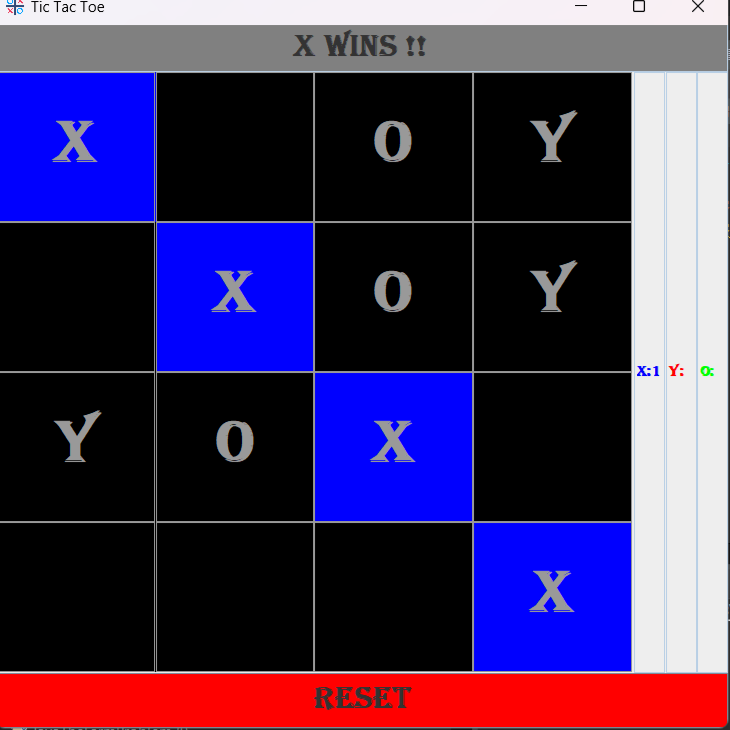 Tic Tac Toe
X WINS !!
X O Y
X O Y
X:1 Y: O:
Y O X
X
RESET